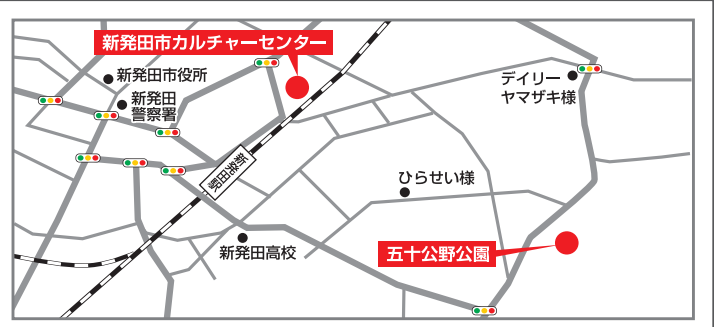 新発田市カルチャーセンター
新発田市役所
新発田
警察署
デイリー
ヤマザキ様
新発田駅
ひらせい様
新発田高校
五十公野公園